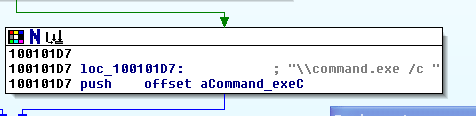 100101D7
100101D7 loc_100101D7: ; "\\command.exe /c "
100101D7 push offset aCommand_exeC